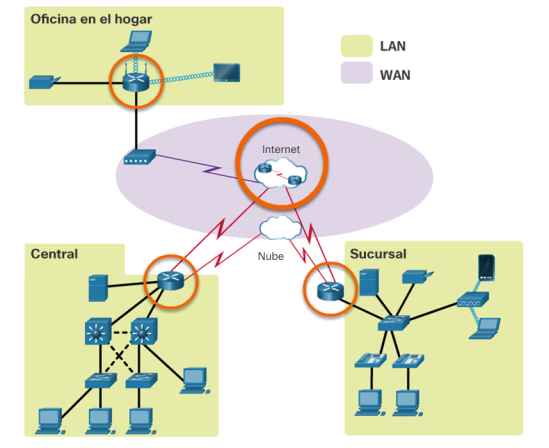 Oficina en el hogar
LAN
WAN
Internet
Nube
Central
Sucursal